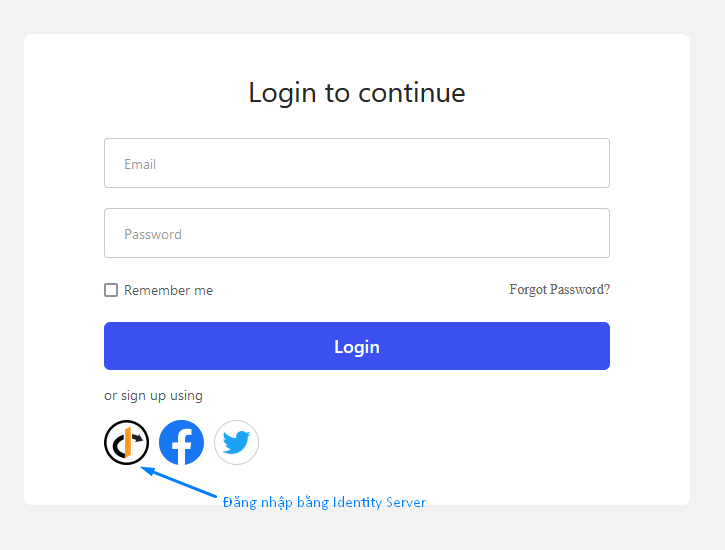 Login to continue
Email
Password
Remember me
Forgot Password?
Login
or sign up using
Đăng nhập bằng Identity Server